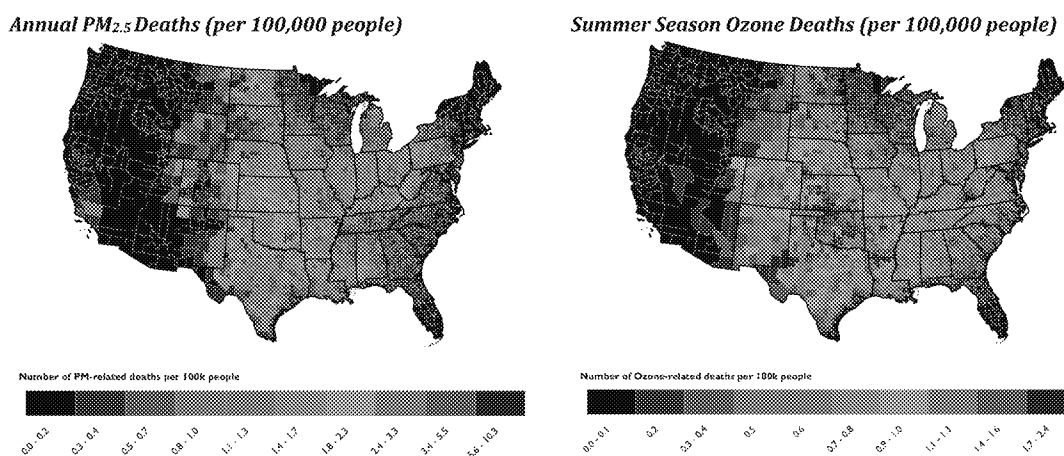 Annual PM2.5 Deaths (per 100,000 people)
Summer Season Ozone Deaths (per 100,000 people)
Number of PM-related deaths per 100k people
0.0 - 0.2
0.3 - 0.4
0.5 - 0.7
0.8 - 1.0
1.1 - 1.3
1.4 - 1.7
1.8 - 2.3
2.4 - 3.3
3.4 - 5.5
5.6 - 10.3
Number of Ozone-related deaths per 100k people
0.0 - 0.1
0.2
0.3 - 0.4
0.5
0.6
0.7 - 0.8
0.9 - 1.0
1.1 - 1.3
1.4 - 1.6
1.7 - 2.4